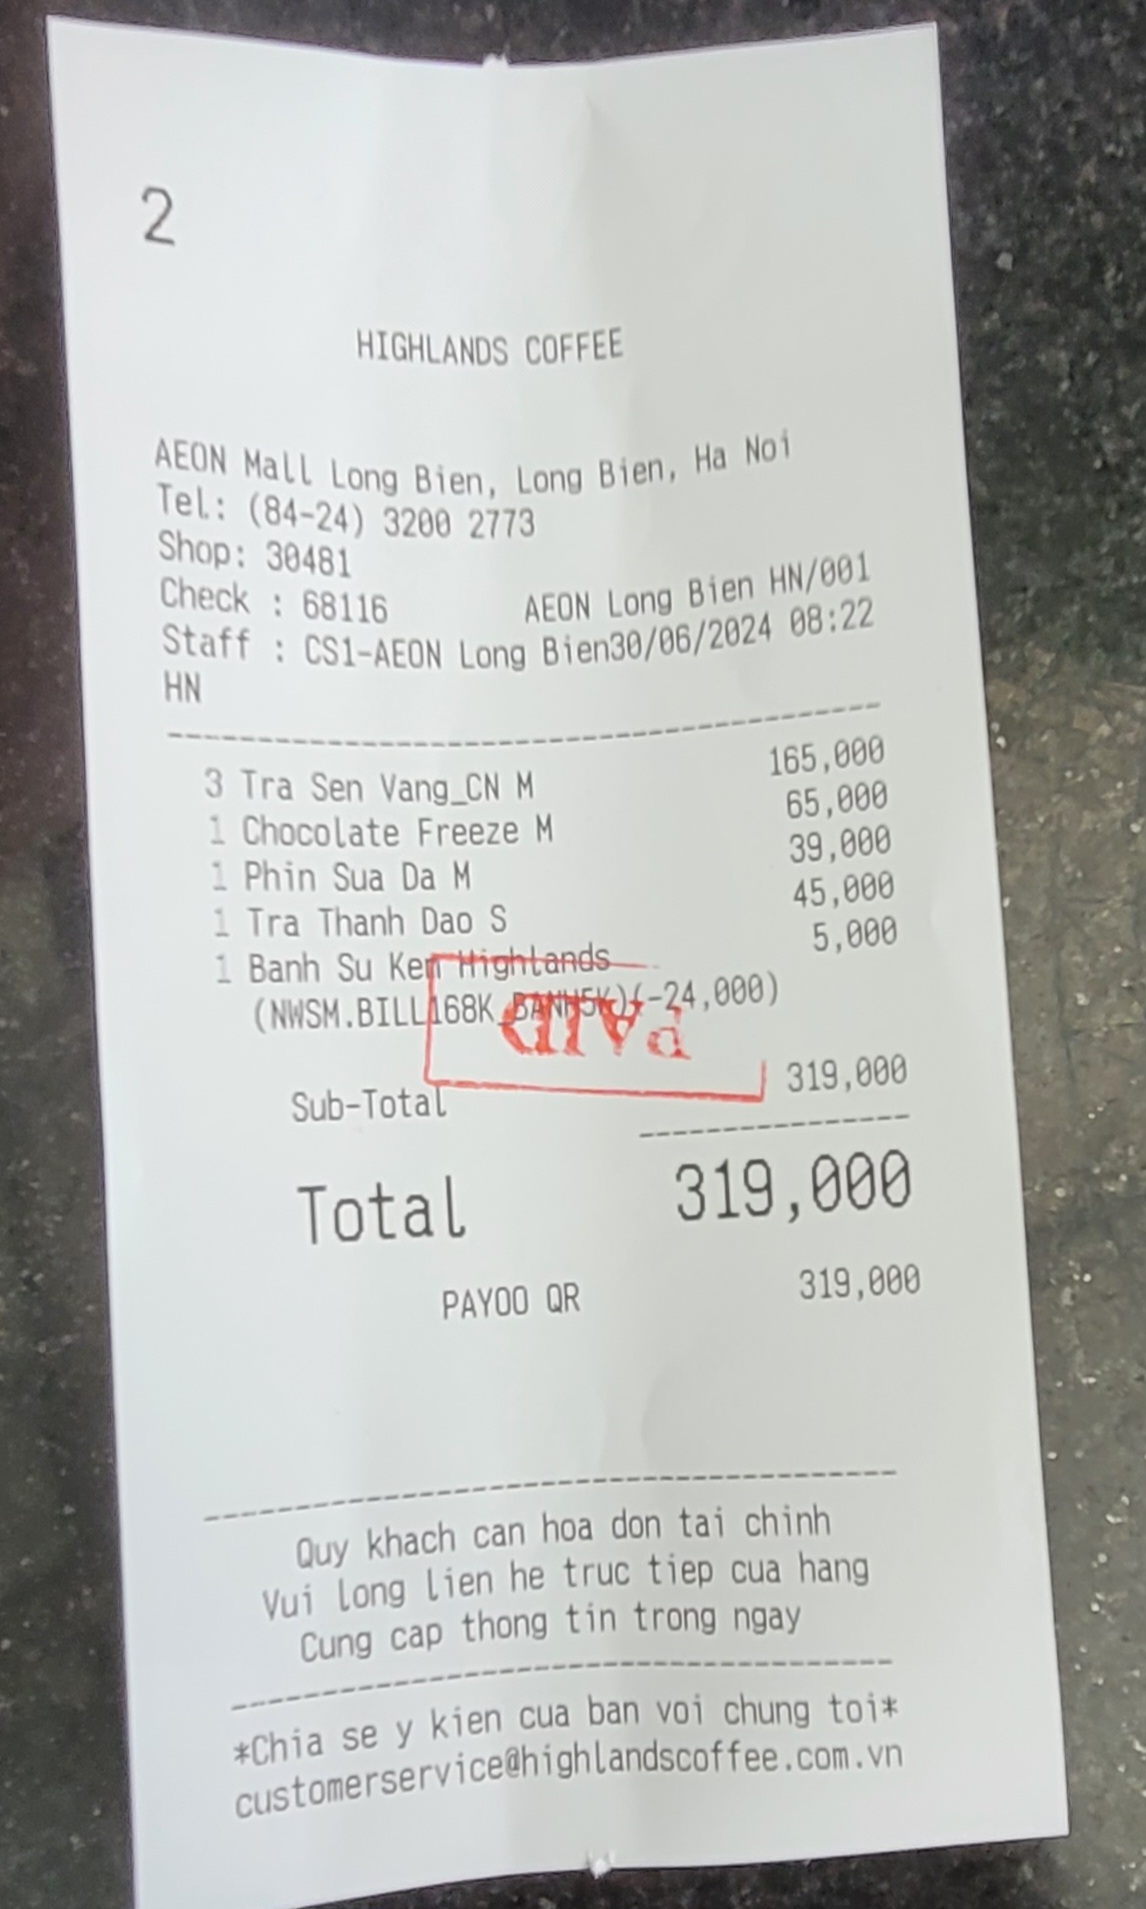 2
HIGHLANDS COFFEE
AEON Mall Long Bien, Long Bien, Ha Noi
Tel: (84-24) 3200 2773
Shop: 30481
Check : 68116 AEON Long Bien HN/001
Staff : CS1-AEON Long Bien30/06/2024 08:22
HN
3 Tra Sen Vang_CN M 165,000
1 Chocolate Freeze M 65,000
1 Phin Sua Da M 39,000
1 Tra Thanh Dao S 45,000
1 Banh Su Kem Highlands 5,000
(NWSM.BILL168K_BANH5K)(-24,000)
PAID
Sub-Total 319,000
Total 319,000
PAYOO QR 319,000
Quy khach can hoa don tai chinh
Vui long lien he truc tiep cua hang
Cung cap thong tin trong ngay
*Chia se y kien cua ban voi chung toi*
customerservice@highlandscoffee.com.vn